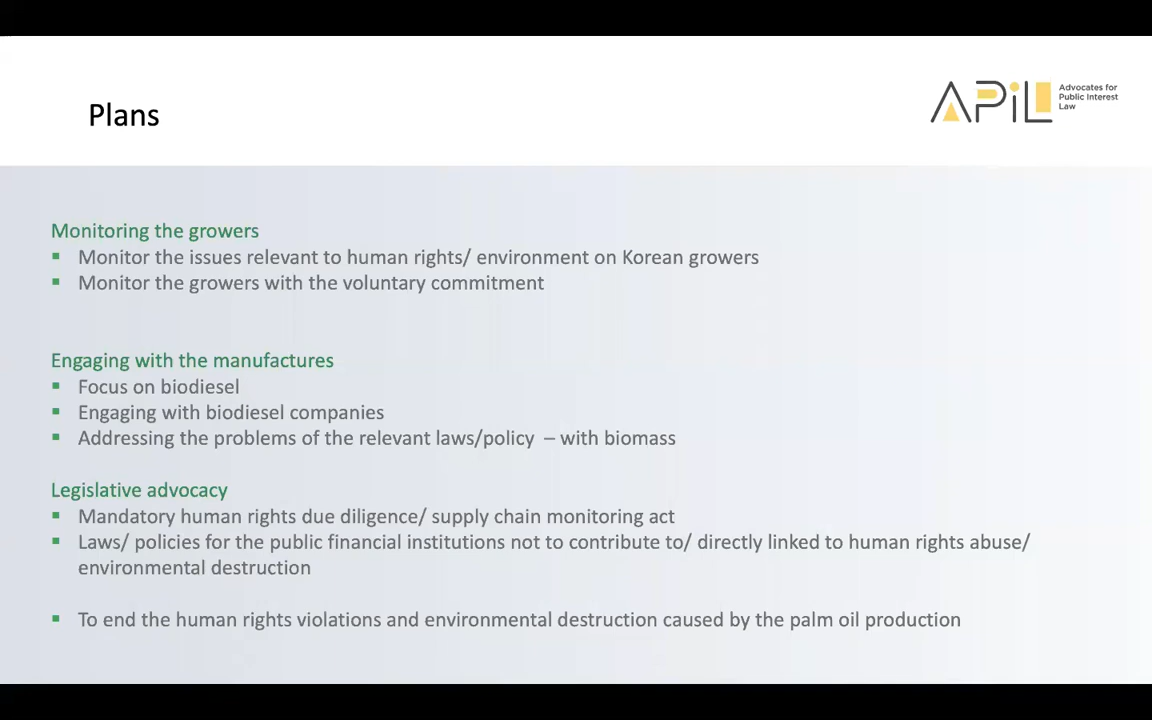 Plans
APIL
Advocates for
Public Interest
Law
Monitoring the growers
▪ Monitor the issues relevant to human rights/ environment on Korean growers
▪ Monitor the growers with the voluntary commitment
Engaging with the manufactures
▪ Focus on biodiesel
▪ Engaging with biodiesel companies
▪ Addressing the problems of the relevant laws/policy – with biomass
Legislative advocacy
▪ Mandatory human rights due diligence/ supply chain monitoring act
▪ Laws/ policies for the public financial institutions not to contribute to/ directly linked to human rights abuse/
environmental destruction
▪ To end the human rights violations and environmental destruction caused by the palm oil production